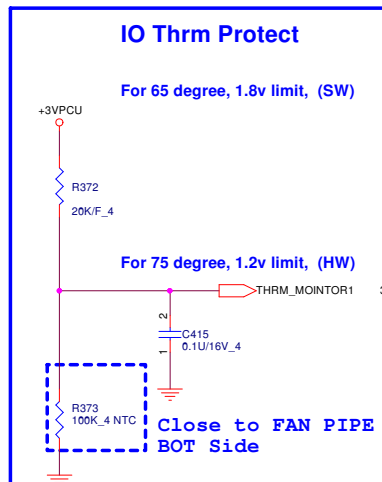 IO Thrm Protect
For 65 degree, 1.8v limit, (SW)
+3VPCU
R372
20K/F_4
For 75 degree, 1.2v limit, (HW)
THRM_MOINTOR1
2
C415
0.1U/16V_4
1
R373
100K_4 NTC
Close to FAN PIPE
BOT Side